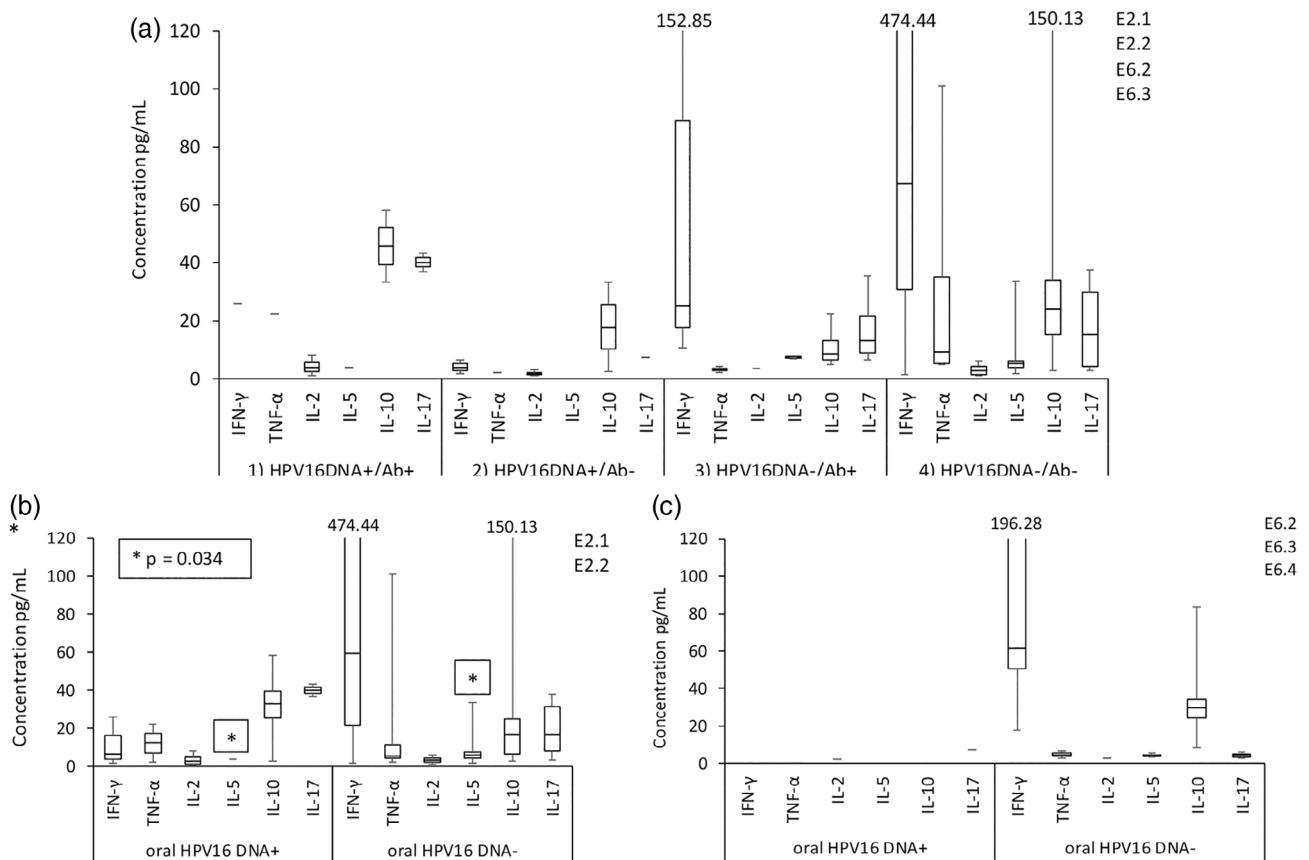 (a)
152.85 474.44 150.13
E2.1
E2.2
E6.2
E6.3
Concentration pg/mL
120
100
80
60
40
20
0
IFN-γ TNF-α IL-2 IL-5 IL-10 IL-17 IFN-γ TNF-α IL-2 IL-5 IL-10 IL-17 IFN-γ TNF-α IL-2 IL-5 IL-10 IL-17 IFN-γ TNF-α IL-2 IL-5 IL-10 IL-17
1) HPV16DNA+/Ab+ 2) HPV16DNA+/Ab- 3) HPV16DNA-/Ab+ 4) HPV16DNA-/Ab-
(b)
*
* p = 0.034
474.44 150.13
E2.1
E2.2
Concentration pg/mL
120
100
80
60
40
20
0
*
*
IFN-γ TNF-α IL-2 IL-5 IL-10 IL-17 IFN-γ TNF-α IL-2 IL-5 IL-10 IL-17
oral HPV16 DNA+ oral HPV16 DNA-
(c)
196.28
E6.2
E6.3
E6.4
Concentration pg/mL
120
100
80
60
40
20
0
IFN-γ TNF-α IL-2 IL-5 IL-10 IL-17 IFN-γ TNF-α IL-2 IL-5 IL-10 IL-17
oral HPV16 DNA+ oral HPV16 DNA-